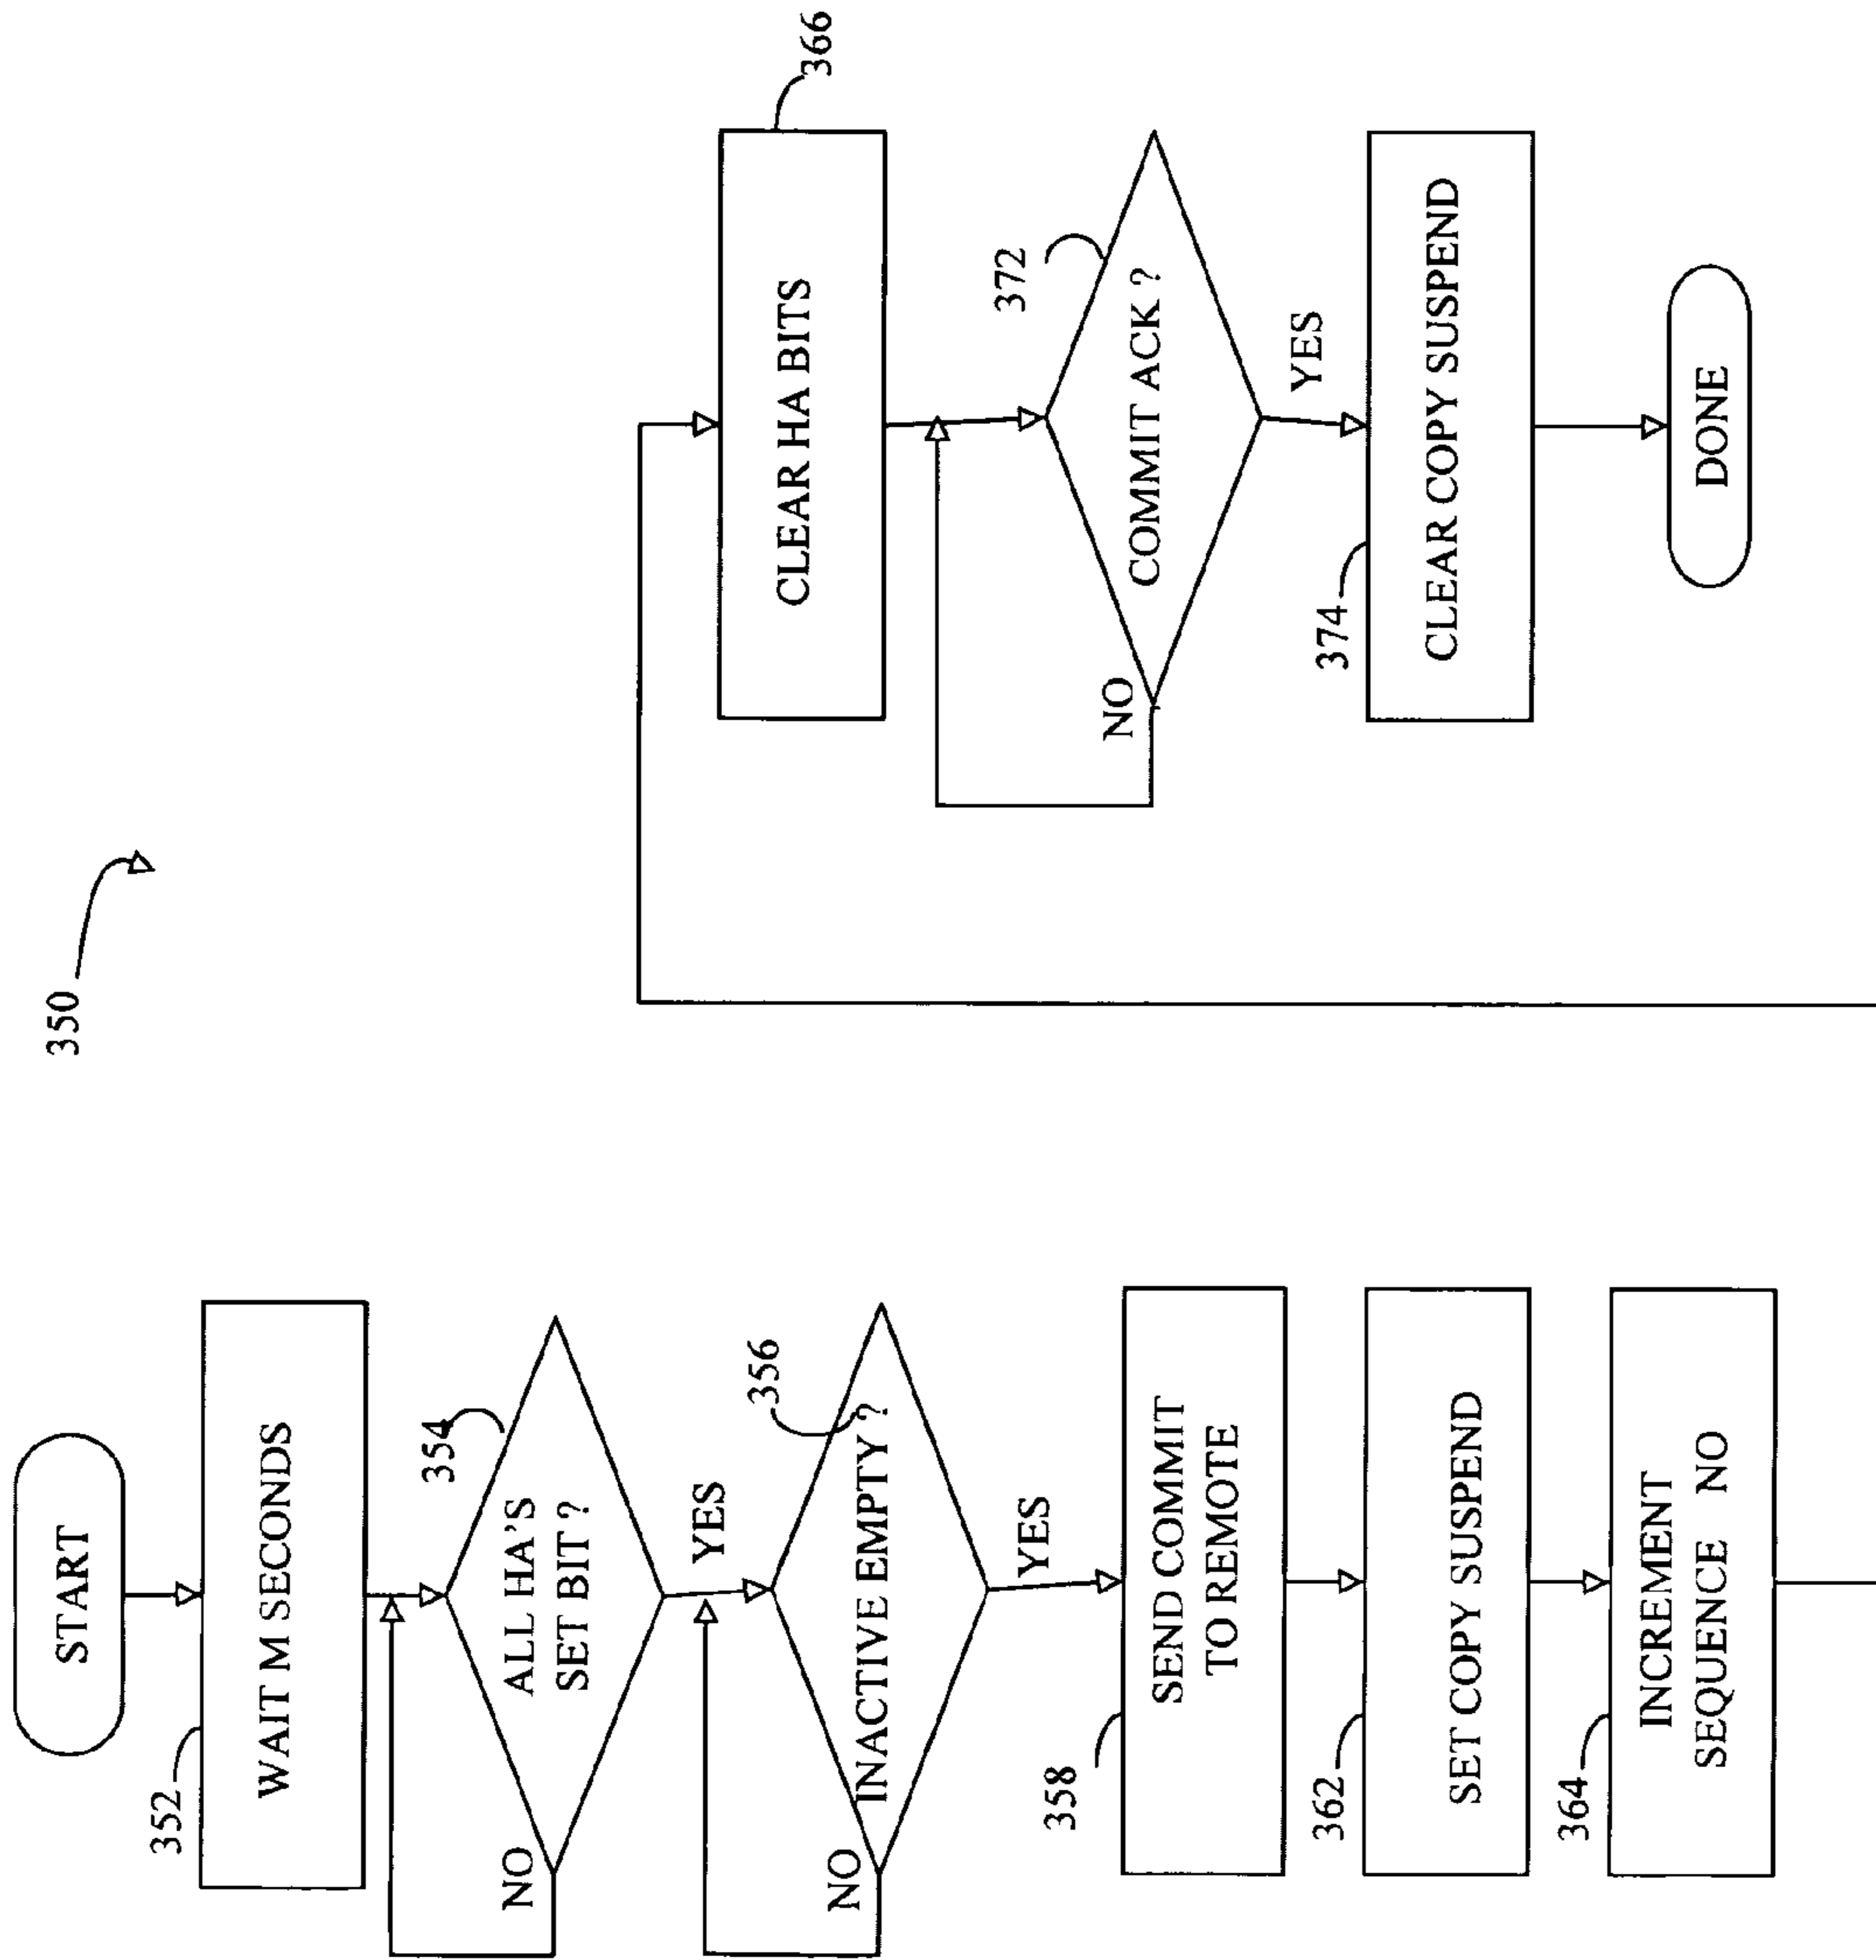 350
START
352
WAIT M SECONDS
354
ALL HA'S
SET BIT ?
NO
YES
356
INACTIVE EMPTY ?
NO
YES
358
SEND COMMIT
TO REMOTE
362
SET COPY SUSPEND
364
INCREMENT
SEQUENCE NO
366
CLEAR HA BITS
372
COMMIT ACK ?
NO
YES
374
CLEAR COPY SUSPEND
DONE